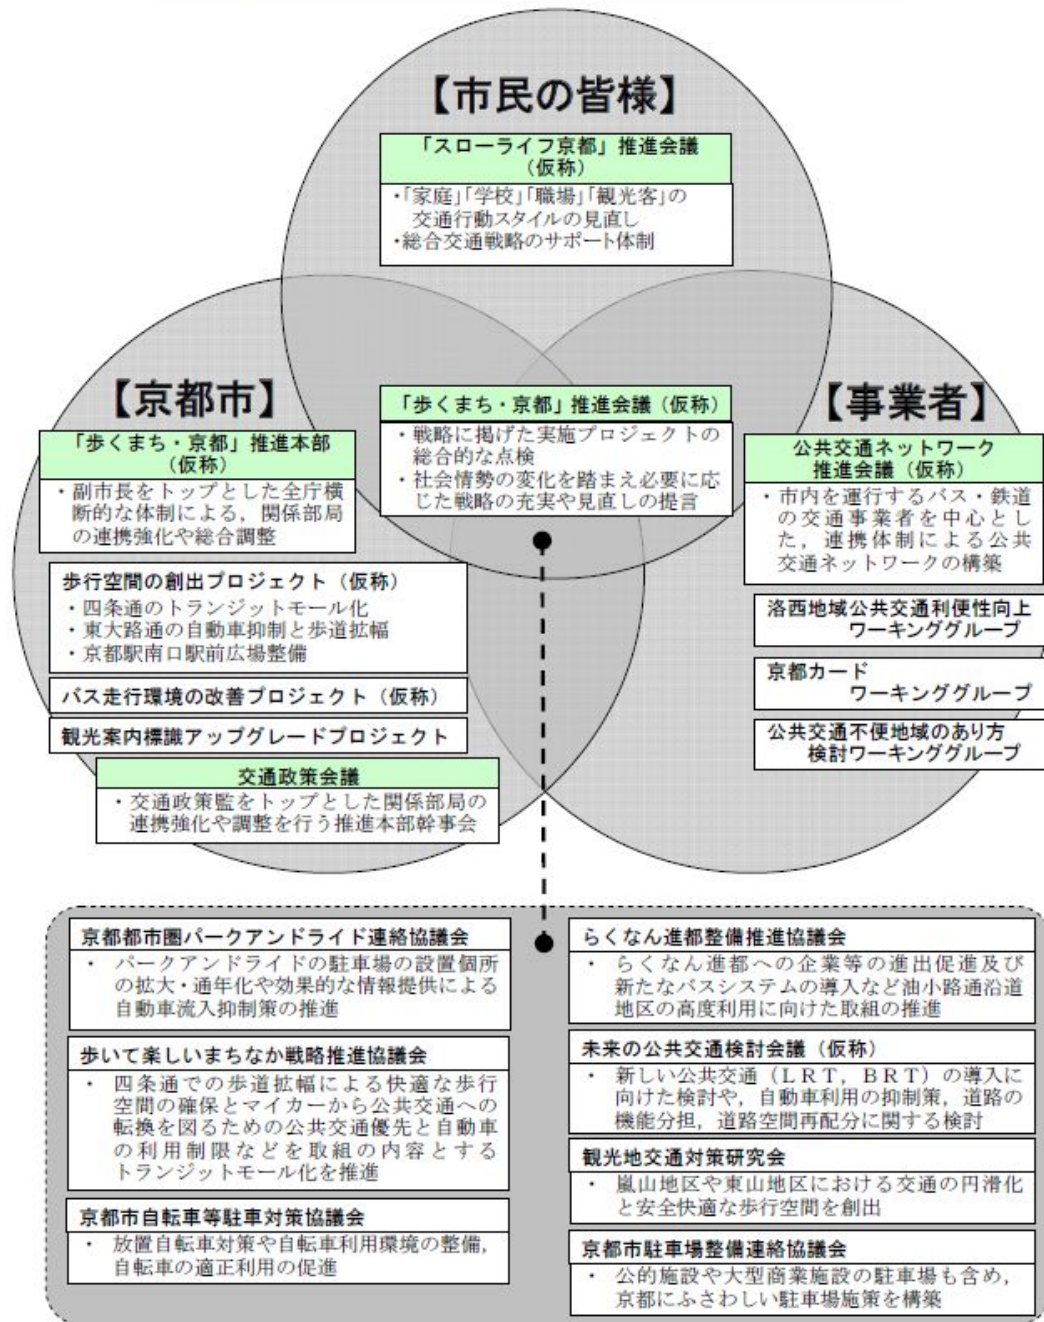 【市民の皆様】
「スローライフ京都」推進会議
(仮称)
・「家庭」「学校」「職場」「観光客」の
交通行動スタイルの見直し
・総合交通戦略のサポート体制
【京都市】
「歩くまち・京都」推進本部
(仮称)
・副市長をトップとした全庁横
断的な体制による，関係部局
の連携強化や総合調整
歩行空間の創出プロジェクト（仮称）
・四条通のトランジットモール化
・東大路通の自動車抑制と歩道拡幅
・京都駅南口駅前広場整備
バス走行環境の改善プロジェクト（仮称）
観光案内標識アップグレードプロジェクト
交通政策会議
・交通政策監をトップとした関係部局の
連携強化や調整を行う推進本部幹事会
「歩くまち・京都」推進会議（仮称）
・戦略に掲げた実施プロジェクトの
総合的な点検
・社会情勢の変化を踏まえ必要に応
じた戦略の充実や見直しの提言
【事業者】
公共交通ネットワーク
推進会議（仮称）
・市内を運行するバス・鉄道
の交通事業者を中心とし
た，連携体制による公共
交通ネットワークの構築
洛西地域公共交通利便性向上
ワーキンググループ
京都カード
ワーキンググループ
公共交通不便地域のあり方
検討ワーキンググループ
京都都市圏パークアンドライド連絡協議会
・パークアンドライドの駐車場の設置個所
の拡大・通年化や効果的な情報提供による
自動車流入抑制策の推進
歩いて楽しいまちなか戦略推進協議会
・四条通での歩道拡幅による快適な歩行
空間の確保とマイカーから公共交通への
転換を図るための公共交通優先と自動車
の利用制限などを取組の内容とする
トランジットモール化を推進
京都市自転車等駐車対策協議会
・放置自転車対策や自転車利用環境の整備，
自転車の適正利用の促進
らくなん進都整備推進協議会
・らくなん進都への企業等の進出促進及び
新たなバスシステムの導入など油小路通沿道
地区の高度利用に向けた取組の推進
未来の公共交通検討会議（仮称）
・新しい公共交通（ＬＲＴ，ＢＲＴ）の導入に
向けた検討や，自動車利用の抑制策，道路の
機能分担，道路空間再配分に関する検討
観光地交通対策研究会
・嵐山地区や東山地区における交通の円滑化
と安全快適な歩行空間を創出
京都市駐車場整備連絡協議会
・公的施設や大型商業施設の駐車場も含め，
京都にふさわしい駐車場施策を構築